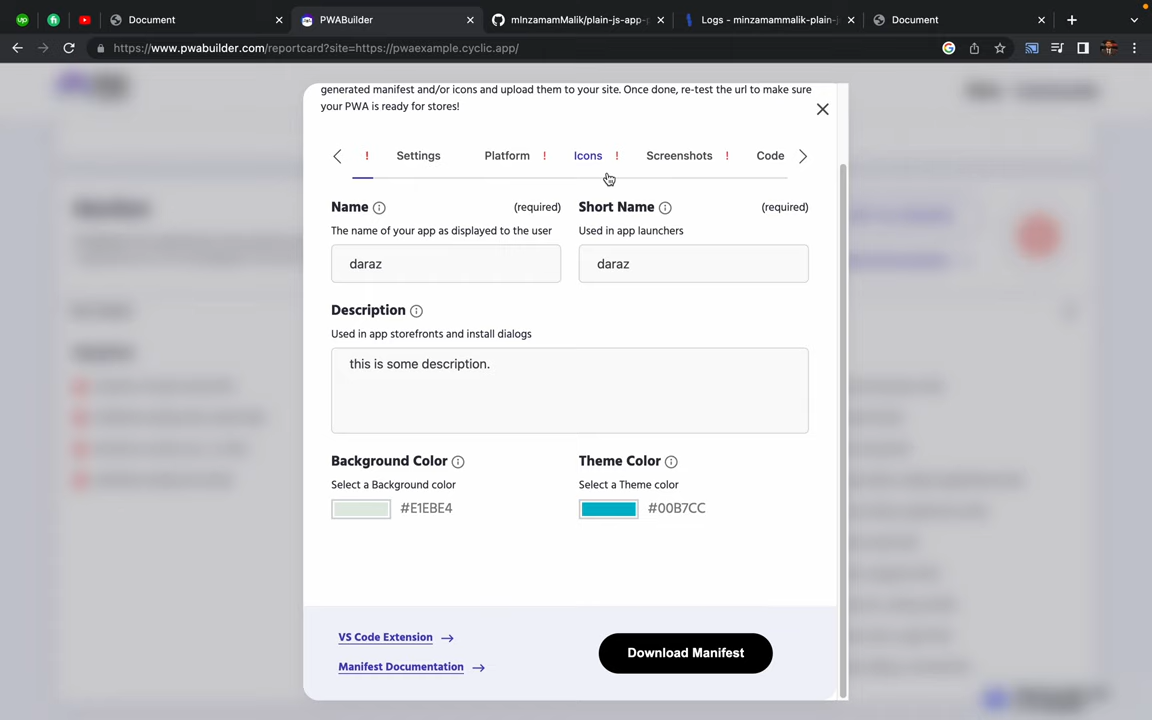 Document
PWABuilder
mInzamamMalik/plain-js-app-
Logs - minzamammalik-plain-
Document
https://www.pwabuilder.com/reportcard?site=https://pwaexample.cyclic.app/
generated manifest and/or icons and upload them to your site. Once done, re-test the url to make sure
your PWA is ready for stores!
! Settings Platform ! Icons ! Screenshots ! Code
Name (required) Short Name (required)
The name of your app as displayed to the user Used in app launchers
daraz daraz
Description
Used in app storefronts and install dialogs
this is some description.
Background Color Theme Color
Select a Background color Select a Theme color
#E1EBE4 #00B7CC
VS Code Extension
Manifest Documentation
Download Manifest